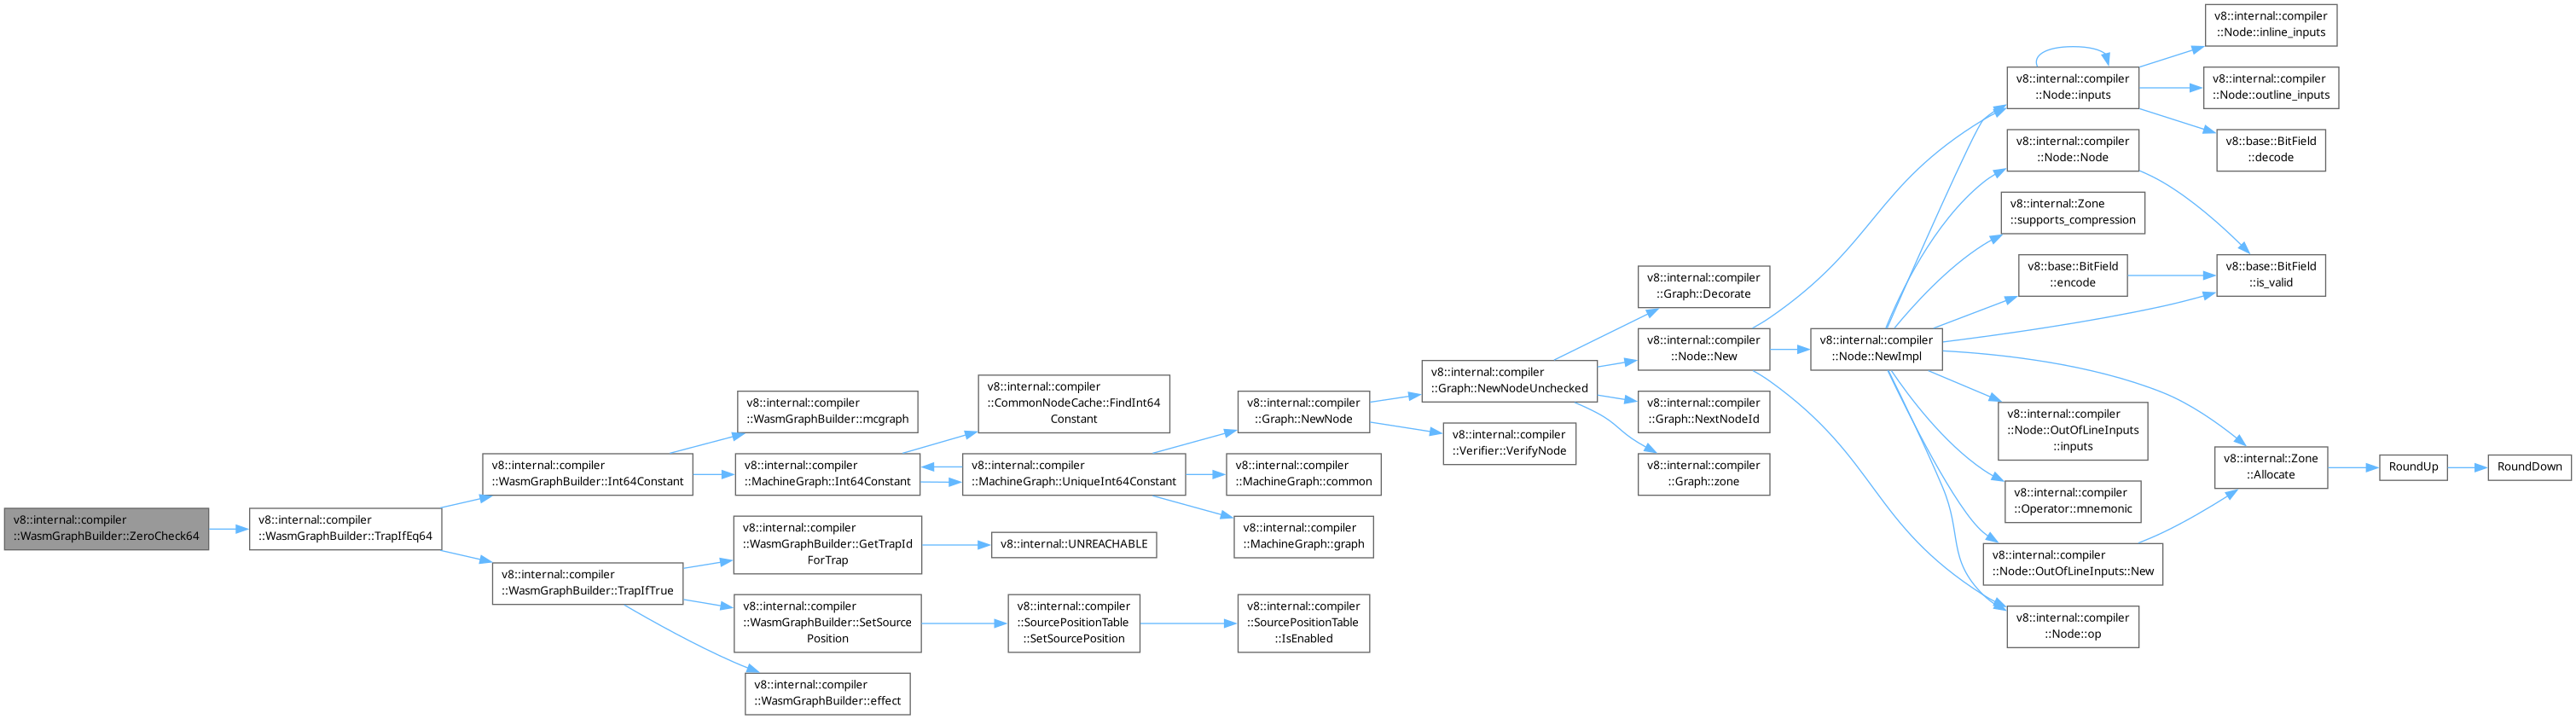 v8::internal::compiler
::WasmGraphBuilder::ZeroCheck64
v8::internal::compiler
::WasmGraphBuilder::TrapIfEq64
v8::internal::compiler
::WasmGraphBuilder::Int64Constant
v8::internal::compiler
::WasmGraphBuilder::TrapIfTrue
v8::internal::compiler
::WasmGraphBuilder::mcgraph
v8::internal::compiler
::MachineGraph::Int64Constant
v8::internal::compiler
::WasmGraphBuilder::GetTrapId
ForTrap
v8::internal::compiler
::WasmGraphBuilder::SetSource
Position
v8::internal::compiler
::WasmGraphBuilder::effect
v8::internal::compiler
::CommonNodeCache::FindInt64
Constant
v8::internal::compiler
::MachineGraph::UniqueInt64Constant
v8::internal::UNREACHABLE
v8::internal::compiler
::SourcePositionTable
::SetSourcePosition
v8::internal::compiler
::Graph::NewNode
v8::internal::compiler
::MachineGraph::common
v8::internal::compiler
::MachineGraph::graph
v8::internal::compiler
::SourcePositionTable
::IsEnabled
v8::internal::compiler
::Graph::NewNodeUnchecked
v8::internal::compiler
::Verifier::VerifyNode
v8::internal::compiler
::Graph::Decorate
v8::internal::compiler
::Node::New
v8::internal::compiler
::Graph::NextNodeId
v8::internal::compiler
::Graph::zone
v8::internal::compiler
::Node::NewImpl
v8::internal::compiler
::Node::inputs
v8::internal::compiler
::Node::Node
v8::internal::Zone
::supports_compression
v8::base::BitField
::encode
v8::internal::compiler
::Node::OutOfLineInputs
::inputs
v8::internal::compiler
::Operator::mnemonic
v8::internal::compiler
::Node::OutOfLineInputs::New
v8::internal::compiler
::Node::op
v8::internal::compiler
::Node::inline_inputs
v8::internal::compiler
::Node::outline_inputs
v8::base::BitField
::decode
v8::base::BitField
::is_valid
v8::internal::Zone
::Allocate
RoundUp
RoundDown